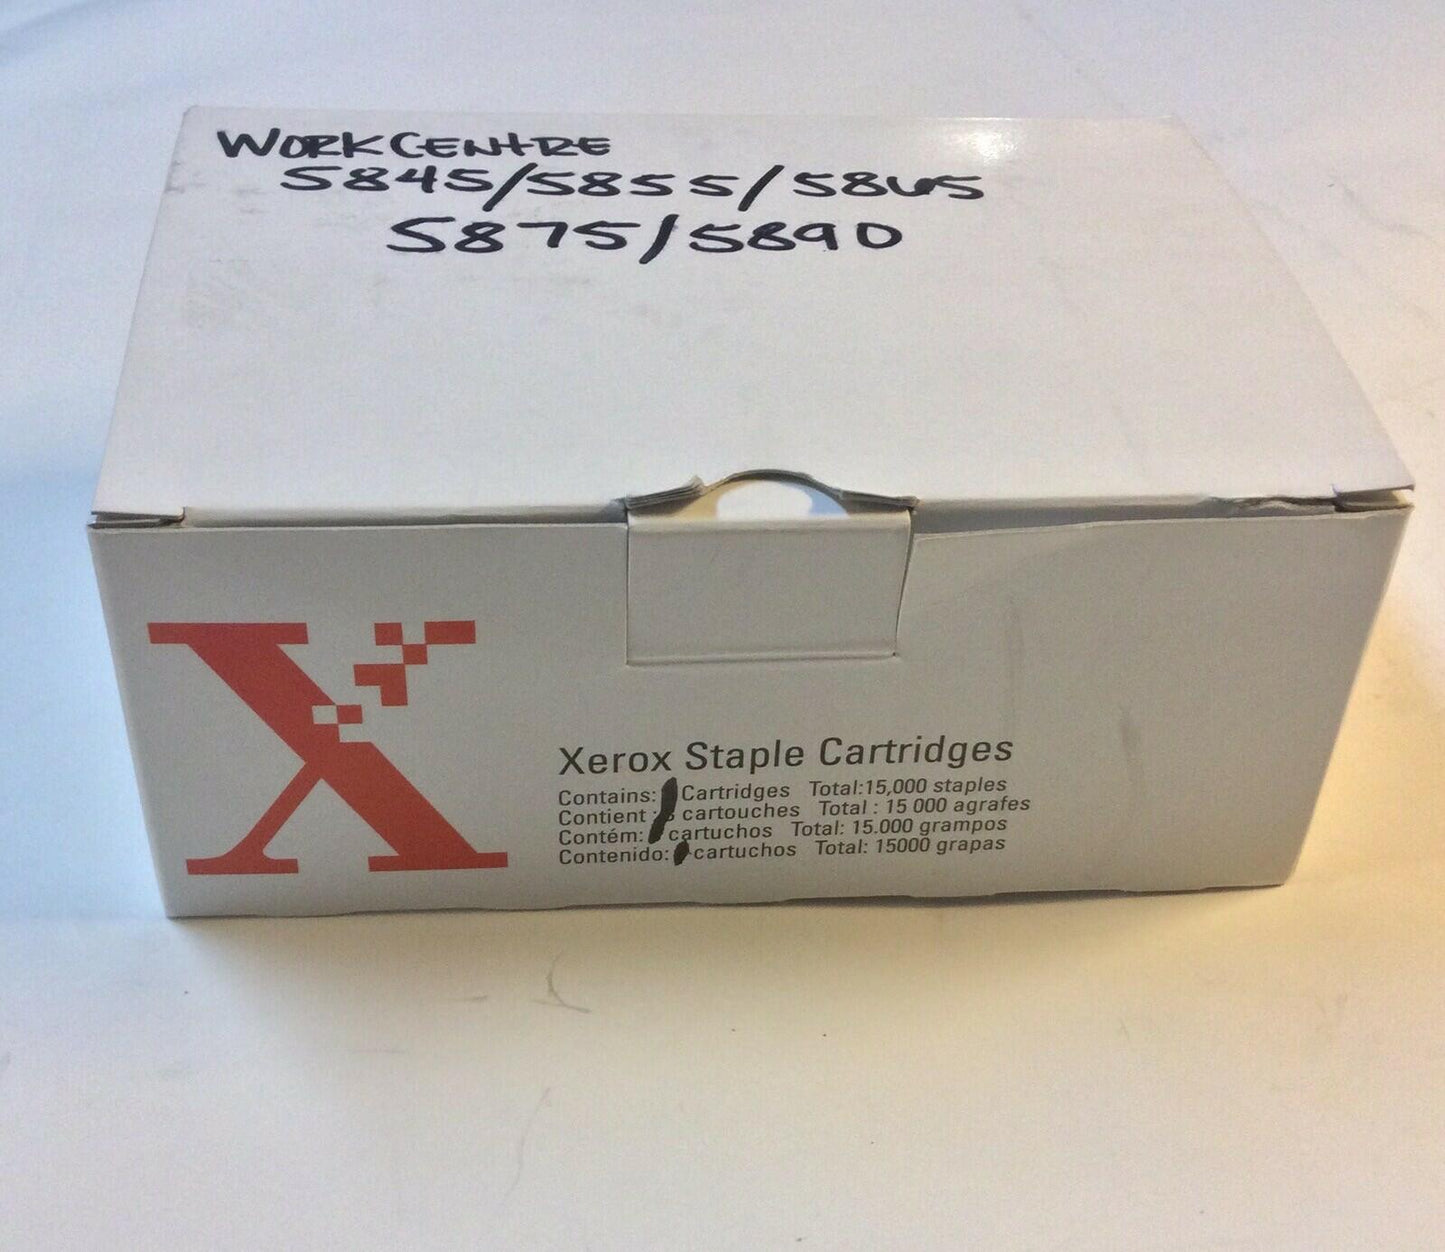 WORKCENTRE
5845/5855/5865
5875/5890
X
Xerox Staple Cartridges
Contains: Cartridges Total:15,000 staples
Contient : cartouches Total : 15 000 agrafes
Contém: cartuchos Total: 15.000 grampos
Contenido: cartuchos Total: 15000 grapas